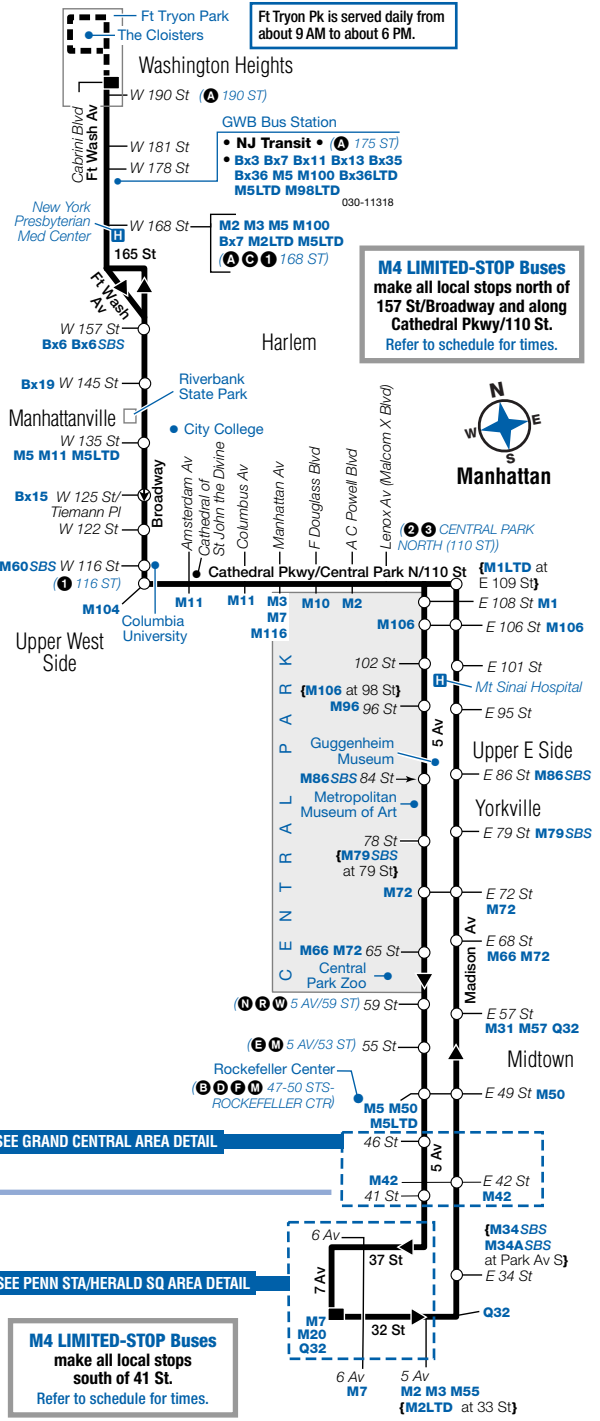 Ft Tryon Park
The Cloisters
Ft Tryon Pk is served daily from
about 9 AM to about 6 PM.
Washington Heights
Cabrini Blvd
Ft Wash Av
W 190 St (A 190 ST)
GWB Bus Station
• NJ Transit • (A 175 ST)
• Bx3 Bx7 Bx11 Bx13 Bx35
Bx36 M5 M100 Bx36LTD
M5LTD M98LTD
030-11318
W 181 St
W 178 St
New York
Presbyterian
Med Center
H
W 168 St
M2 M3 M5 M100
Bx7 M2LTD M5LTD
(A C 1 168 ST)
165 St
Ft Wash
Av
M4 LIMITED-STOP Buses
make all local stops north of
157 St/Broadway and along
Cathedral Pkwy/110 St.
Refer to schedule for times.
W 157 St
Bx6 Bx6SBS
Harlem
Bx19 W 145 St
Riverbank
State Park
Manhattanville
City College
W 135 St
M5 M11 M5LTD
N
E
S
W
Manhattan
Bx15 W 125 St/
Tiemann Pl
Broadway
W 122 St
M60SBS W 116 St
(1 116 ST)
M104
Columbia
University
Upper West
Side
Amsterdam Av
Cathedral of
St John the Divine
Columbus Av
Manhattan Av
F Douglass Blvd
A C Powell Blvd
Lenox Av (Malcom X Blvd)
(2 3 CENTRAL PARK
NORTH (110 ST))
Cathedral Pkwy/Central Park N/110 St
{M1LTD at
E 109 St}
M11
M11
M3
M7
M116
M10
M2
E 108 St M1
M106
E 106 St M106
CENTRAL PARK
102 St
E 101 St
H
Mt Sinai Hospital
{M106 at 98 St}
M96 96 St
E 95 St
5 Av
Guggenheim
Museum
Upper E Side
M86SBS 84 St
E 86 St M86SBS
Metropolitan
Museum of Art
Yorkville
78 St
{M79SBS
at 79 St}
E 79 St M79SBS
M72
E 72 St
M72
Madison Av
M66 M72 65 St
E 68 St
M66 M72
Central
Park Zoo
(N R W 5 AV/59 ST) 59 St
E 57 St
M31 M57 Q32
(E M 5 AV/53 ST) 55 St
Midtown
Rockefeller Center
(B D F M 47-50 STS-
ROCKEFELLER CTR)
M5 M50
M5LTD
E 49 St M50
SEE GRAND CENTRAL AREA DETAIL
46 St
5 Av
M42
E 42 St
M42
41 St
6 Av
37 St
7 Av
{M34SBS
M34ASBS
at Park Av S}
E 34 St
SEE PENN STA/HERALD SQ AREA DETAIL
M7
M20
Q32
32 St
Q32
6 Av
M7
5 Av
M2 M3 M55
{M2LTD at 33 St}
M4 LIMITED-STOP Buses
make all local stops
south of 41 St.
Refer to schedule for times.